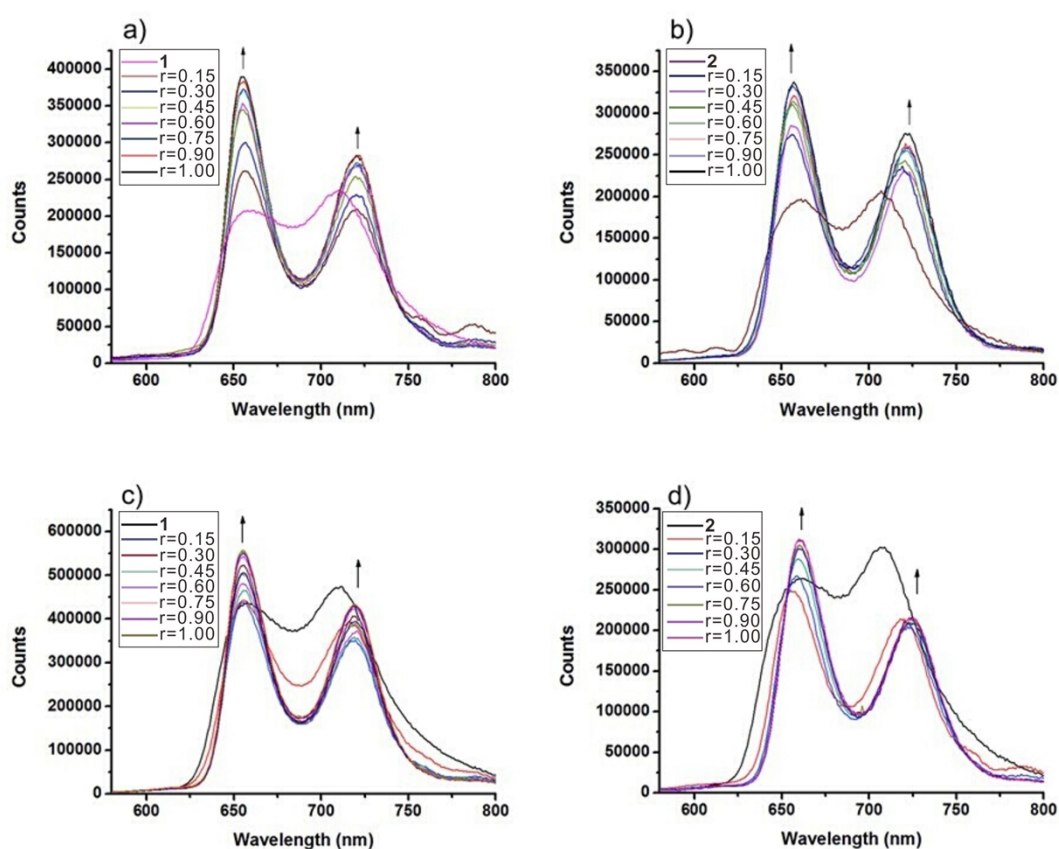 a)
1
r=0.15
r=0.30
r=0.45
r=0.60
r=0.75
r=0.90
r=1.00
400000
350000
300000
250000
200000
150000
100000
50000
0
Counts
600
650
700
750
800
Wavelength (nm)
b)
2
r=0.15
r=0.30
r=0.45
r=0.60
r=0.75
r=0.90
r=1.00
350000
300000
250000
200000
150000
100000
50000
0
Counts
600
650
700
750
800
Wavelength (nm)
c)
1
r=0.15
r=0.30
r=0.45
r=0.60
r=0.75
r=0.90
r=1.00
600000
500000
400000
300000
200000
100000
0
Counts
600
650
700
750
800
Wavelength (nm)
d)
2
r=0.15
r=0.30
r=0.45
r=0.60
r=0.75
r=0.90
r=1.00
350000
300000
250000
200000
150000
100000
50000
0
Counts
600
650
700
750
800
Wavelength (nm)